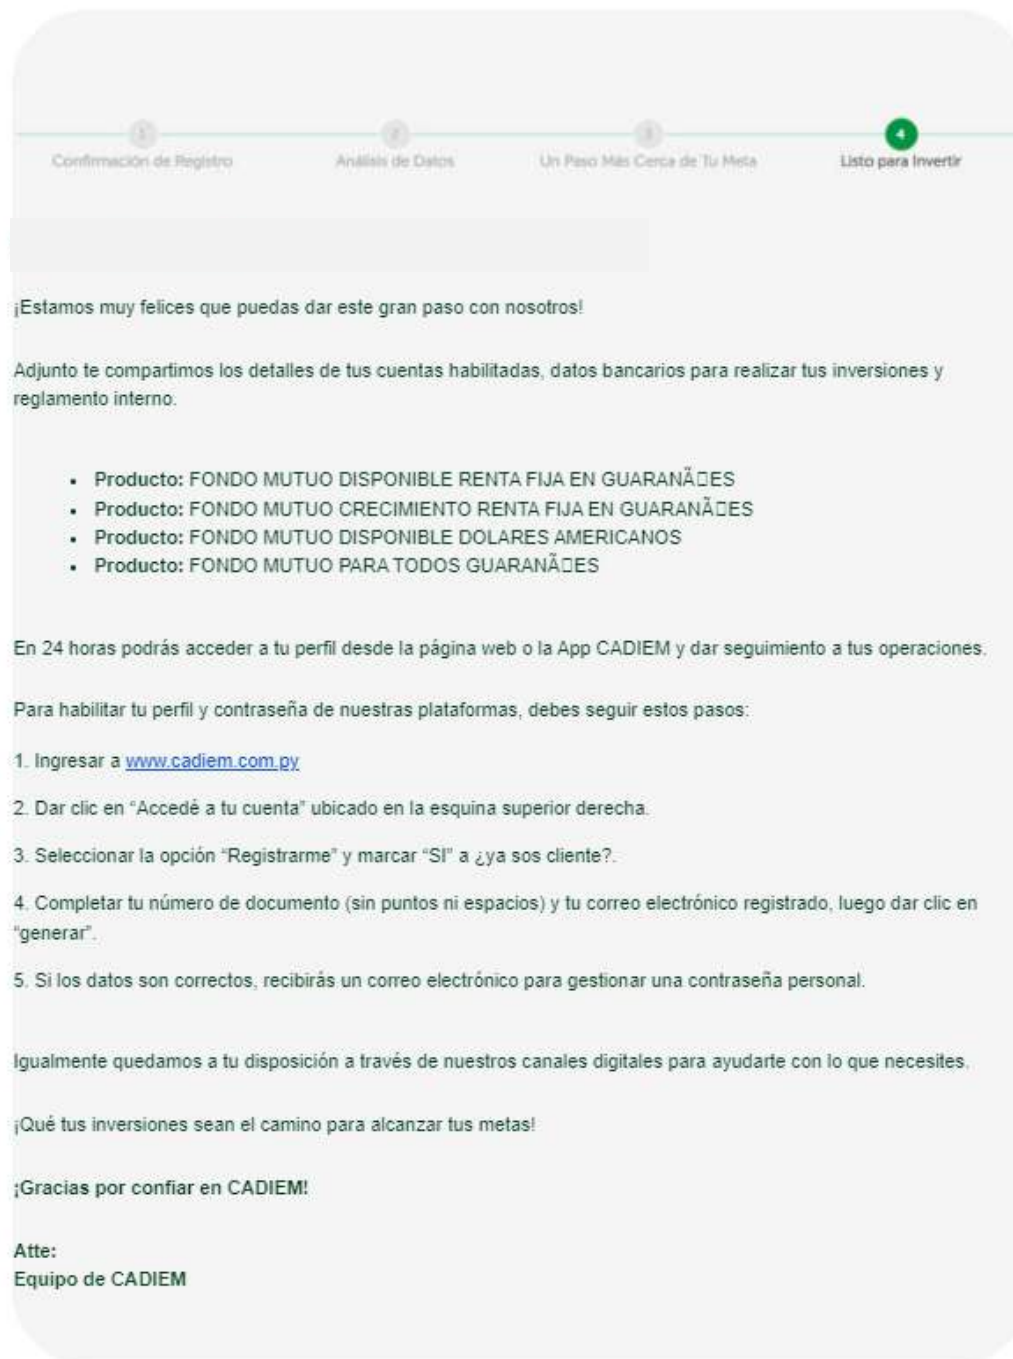 1 2 3 4
Confirmación de Registro Análisis de Datos Un Paso Más Cerca de Tu Meta Listo para Invertir
¡Estamos muy felices que puedas dar este gran paso con nosotros!
Adjunto te compartimos los detalles de tus cuentas habilitadas, datos bancarios para realizar tus inversiones y
reglamento interno.
• Producto: FONDO MUTUO DISPONIBLE RENTA FIJA EN GUARANÃ□ES
• Producto: FONDO MUTUO CRECIMIENTO RENTA FIJA EN GUARANÃ□ES
• Producto: FONDO MUTUO DISPONIBLE DOLARES AMERICANOS
• Producto: FONDO MUTUO PARA TODOS GUARANÃ□ES
En 24 horas podrás acceder a tu perfil desde la página web o la App CADIEM y dar seguimiento a tus operaciones.
Para habilitar tu perfil y contraseña de nuestras plataformas, debes seguir estos pasos:
1. Ingresar a www.cadiem.com.py
2. Dar clic en “Accedé a tu cuenta” ubicado en la esquina superior derecha.
3. Seleccionar la opción “Registrarme” y marcar “SI” a ¿ya sos cliente?.
4. Completar tu número de documento (sin puntos ni espacios) y tu correo electrónico registrado, luego dar clic en
“generar”.
5. Si los datos son correctos, recibirás un correo electrónico para gestionar una contraseña personal.
Igualmente quedamos a tu disposición a través de nuestros canales digitales para ayudarte con lo que necesites.
¡Qué tus inversiones sean el camino para alcanzar tus metas!
¡Gracias por confiar en CADIEM!
Atte:
Equipo de CADIEM